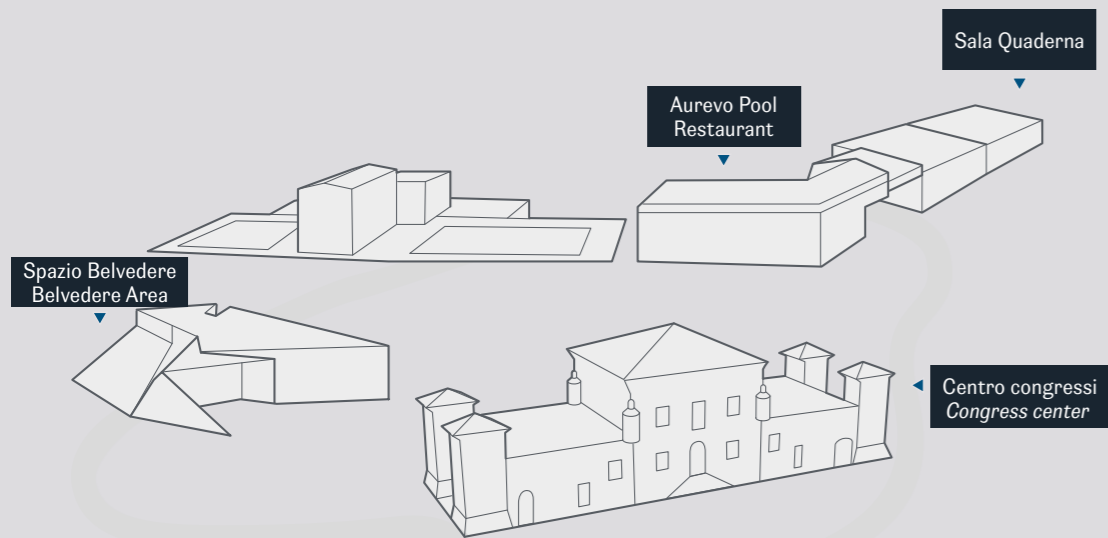 Sala Quaderna
Aurevo Pool
Restaurant
Spazio Belvedere
Belvedere Area
Centro congressi
Congress center